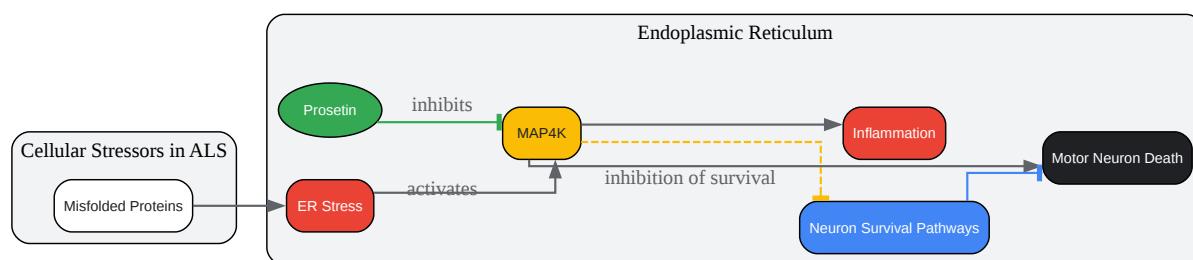 Endoplasmic Reticulum
Prosetin
inhibits
MAP4K
Inflammation
Cellular Stressors in ALS
Motor Neuron Death
Misfolded Proteins
ER Stress
activates
inhibition of survival
Neuron Survival Pathways